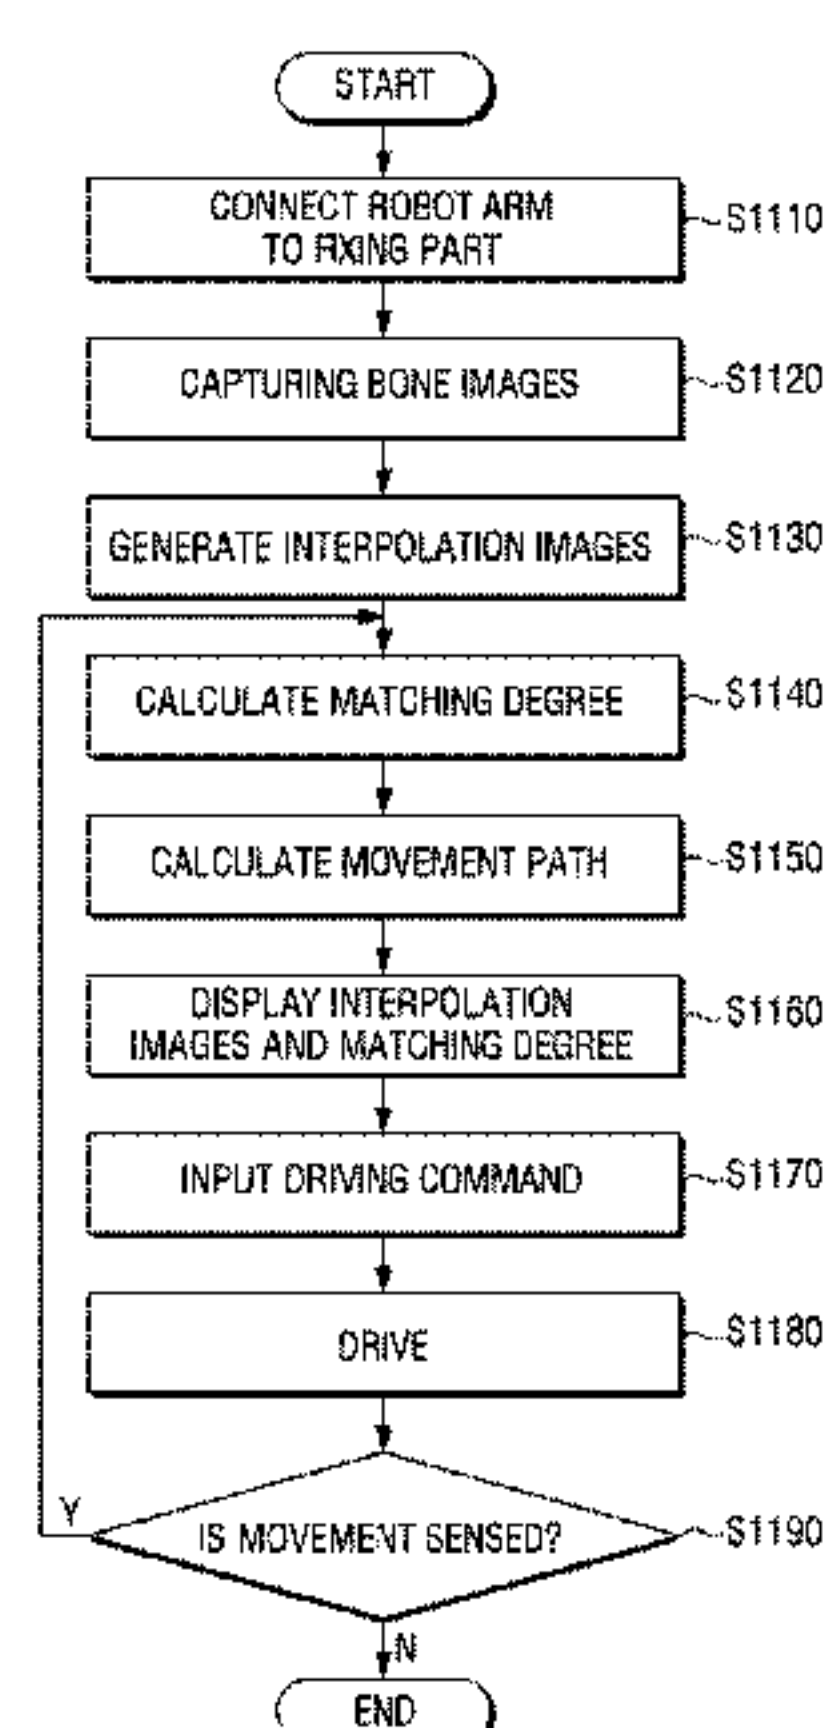 START
CONNECT ROBOT ARM
TO FIXING PART
S1110
CAPTURING BONE IMAGES
S1120
GENERATE INTERPOLATION IMAGES
S1130
CALCULATE MATCHING DEGREE
S1140
CALCULATE MOVEMENT PATH
S1150
DISPLAY INTERPOLATION
IMAGES AND MATCHING DEGREE
S1160
INPUT DRIVING COMMAND
S1170
DRIVE
S1180
Y
IS MOVEMENT SENSED?
S1190
N
END